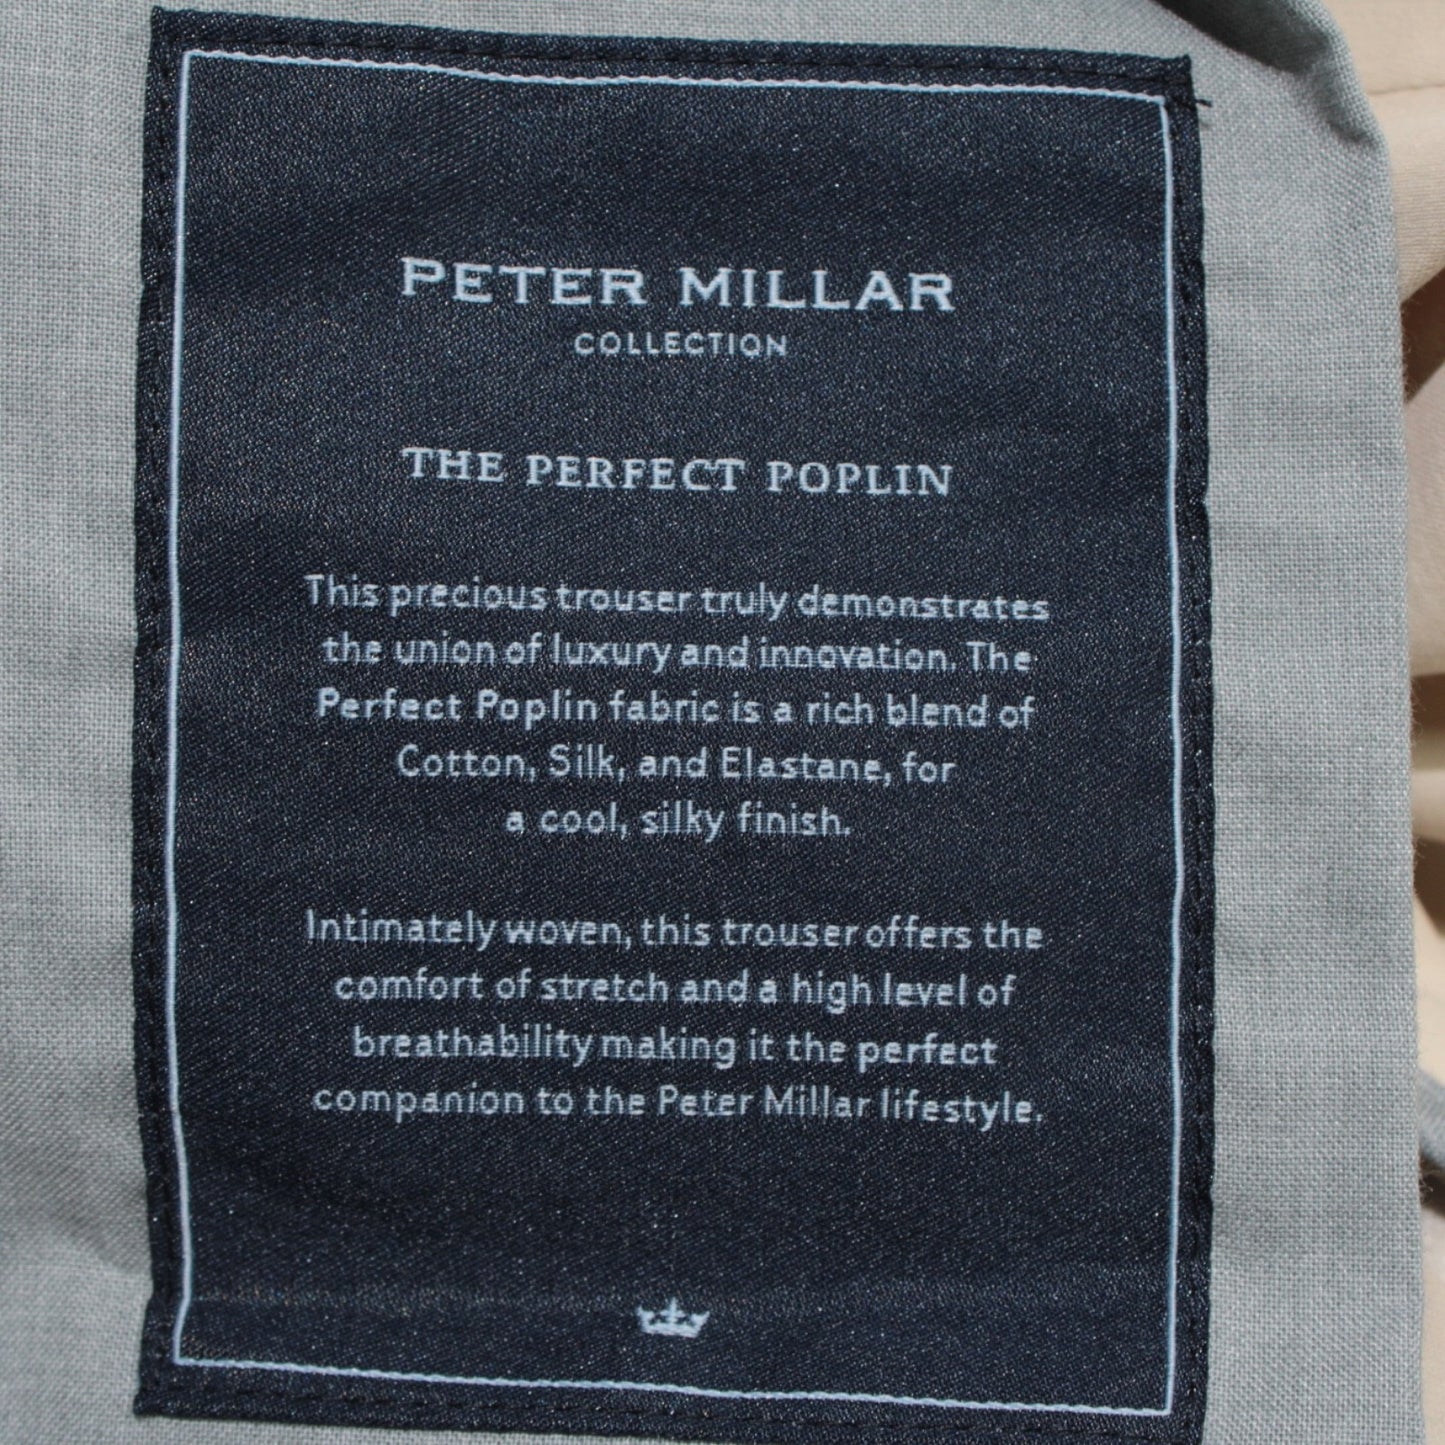 PETER MILLAR
COLLECTION
THE PERFECT POPLIN
This precious trouser truly demonstrates
the union of luxury and innovation. The
Perfect Poplin fabric is a rich blend of
Cotton, Silk, and Elastane, for
a cool, silky finish.
Intimately woven, this trouser offers the
comfort of stretch and a high level of
breathability making it the perfect
companion to the Peter Millar lifestyle.